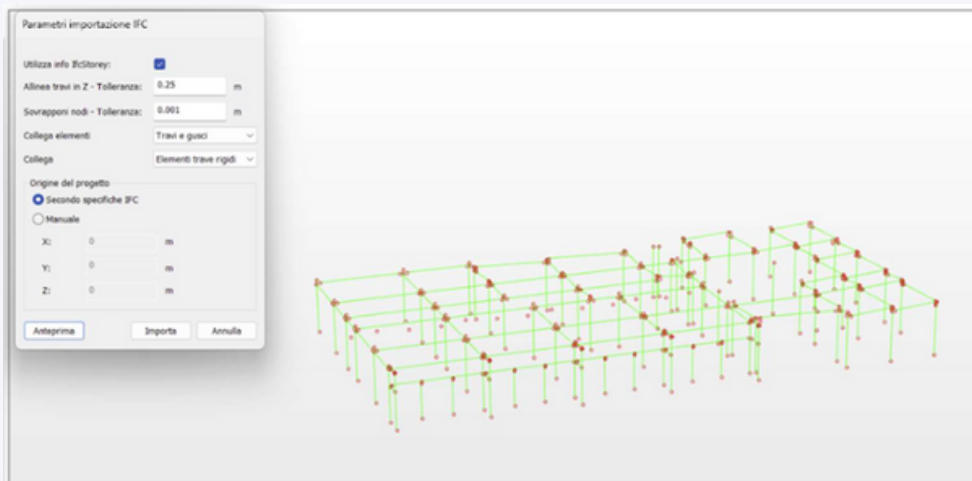 Parametri importazione IFC
Utilizza info IfcStorey:
Allinea travi in Z - Tolleranza: 0.25 m
Sovrapponi nodi - Tolleranza: 0.001 m
Collega elementi: Travi e gusci
Collega Elementi trave rigidi
Origine del progetto
Secondo specifiche IFC
Manuale
X: 0 m
Y: 0 m
Z: 0 m
Anteprima Importa Annulla